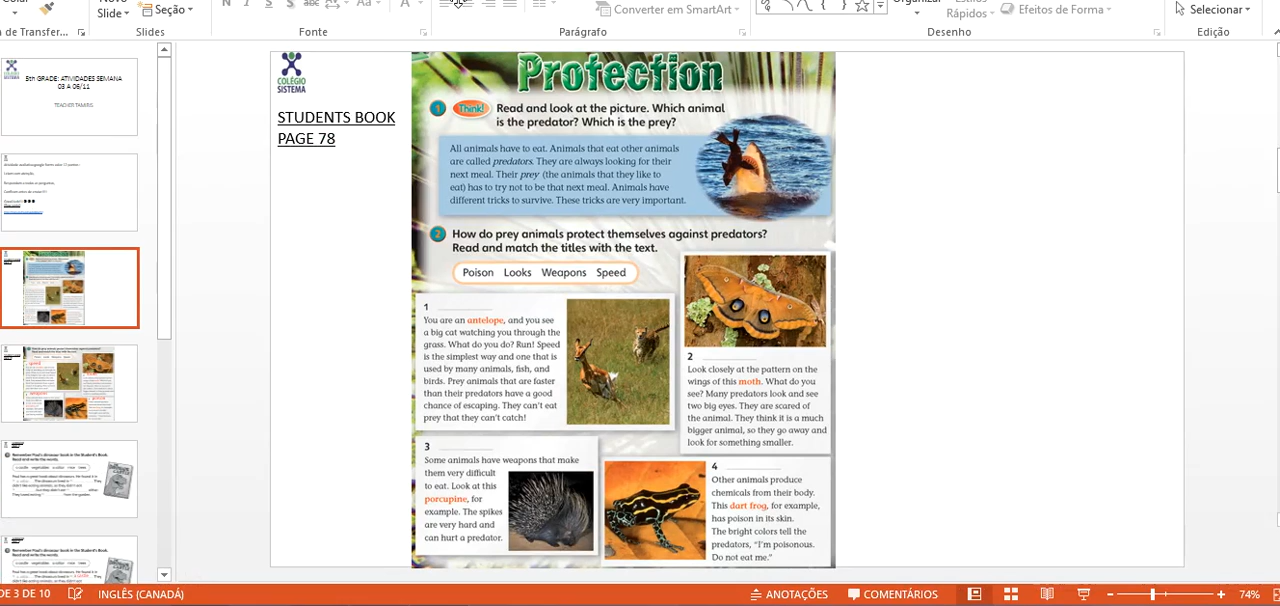 Novo
Slide
Seção
N I S S abc Aa A
Converter em SmartArt
Organizar
Estilos
Rápidos
Efeitos de Forma
Selecionar
a de Transfer...
Slides
Fonte
Parágrafo
Desenho
Edição
COLÉGIO
SISTEMA
5th GRADE: ATIVIDADES SEMANA
03 A 06/11
TEACHER TAMIRIS
COLÉGIO
SISTEMA
STUDENTS BOOK
PAGE 78
Protection
1 Think! Read and look at the picture. Which animal
is the predator? Which is the prey?
All animals have to eat. Animals that eat other animals
are called predators. They are always looking for their
next meal. Their prey (the animals that they like to
eat) has to try not to be that next meal. Animals have
different tricks to survive. These tricks are very important.
2 How do prey animals protect themselves against predators?
Read and match the titles with the text.
Poison Looks Weapons Speed
1
You are an antelope, and you see
a big cat watching you through the
grass. What do you do? Run! Speed
is the simplest way and one that is
used by many animals, fish, and
birds. Prey animals that are faster
than their predators have a good
chance of escaping. They can't eat
prey that they can't catch!
2
Look closely at the pattern on the
wings of this moth. What do you
see? Many predators look and see
two big eyes. They are scared of
the animal. They think it is a much
bigger animal, so they go away and
look for something smaller.
3
Some animals have weapons that make
them very difficult
to eat. Look at this
porcupine, for
example. The spikes
are very hard and
can hurt a predator.
4
Other animals produce
chemicals from their body.
This dart frog, for example,
has poison in its skin.
The bright colors tell the
predators, "I'm poisonous.
Do not eat me."
DE 3 DE 10
INGLÊS (CANADÁ)
ANOTAÇÕES
COMENTÁRIOS
74%